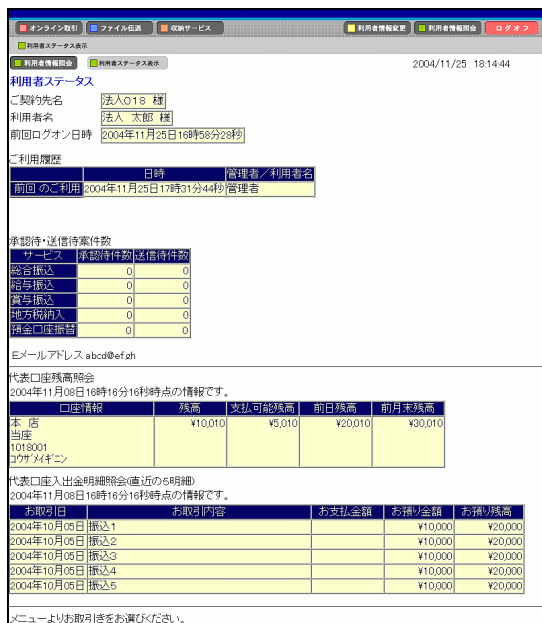 オンライン取引 ファイル伝送 収納サービス 利用者情報変更 利用者情報照会 ログオフ
利用者ステータス表示
利用者情報照会 利用者ステータス表示 2004/11/25 18:14:44
利用者ステータス
ご契約先名 法人018 様
利用者名 法人 太郎 様
前回ログオン日時 2004年11月25日16時58分28秒
ご利用履歴
日時 管理者／利用者名
前回 のご利用 2004年11月25日17時31分44秒 管理者
承認待・送信待案件数
サービス 承認待件数 送信待件数
総合振込 0 0
給与振込 0 0
賞与振込 0 0
地方税納入 0 0
預金口座振替 0 0
Eメールアドレス abcd@ef.gh
代表口座残高照会
2004年11月08日16時16分16秒時点の情報です。
口座情報 残高 支払可能残高 前日残高 前月末残高
本 店 ¥10,010 ¥5,010 ¥20,010 ¥30,010
当座
1018001
コウザメイギニン
代表口座入出金明細照会(直近の5明細)
2004年11月08日16時16分16秒時点の情報です。
お取引日 お取引内容 お支払金額 お預り金額 お預り残高
2004年10月05日 振込1 ¥10,000 ¥20,000
2004年10月05日 振込2 ¥10,000 ¥20,000
2004年10月05日 振込3 ¥10,000 ¥20,000
2004年10月05日 振込4 ¥10,000 ¥20,000
2004年10月05日 振込5 ¥10,000 ¥20,000
メニューよりお取引きをお選びください。